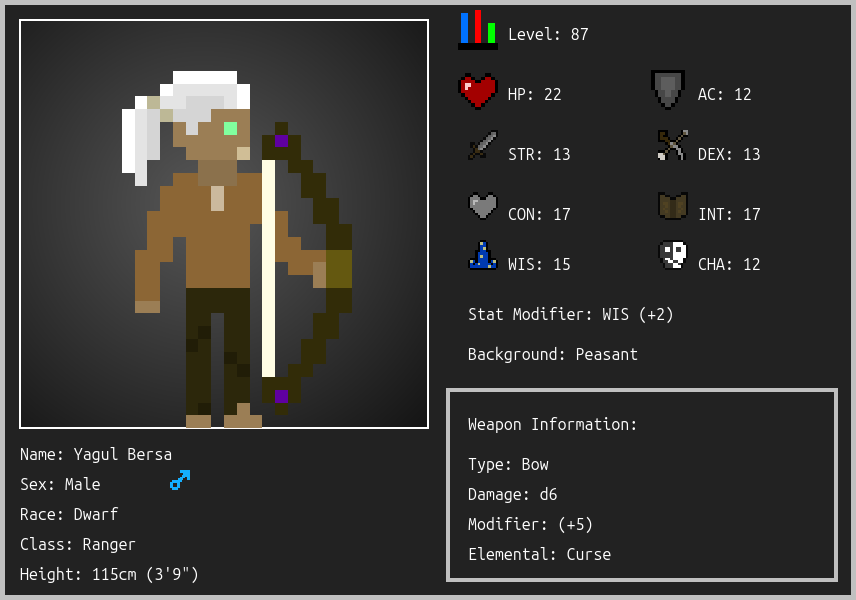 Level: 87
HP: 22
AC: 12
STR: 13
DEX: 13
CON: 17
INT: 17
WIS: 15
CHA: 12
Stat Modifier: WIS (+2)
Background: Peasant
Name: Yagul Bersa
Sex: Male
Race: Dwarf
Class: Ranger
Height: 115cm (3'9")
Weapon Information:
Type: Bow
Damage: d6
Modifier: (+5)
Elemental: Curse